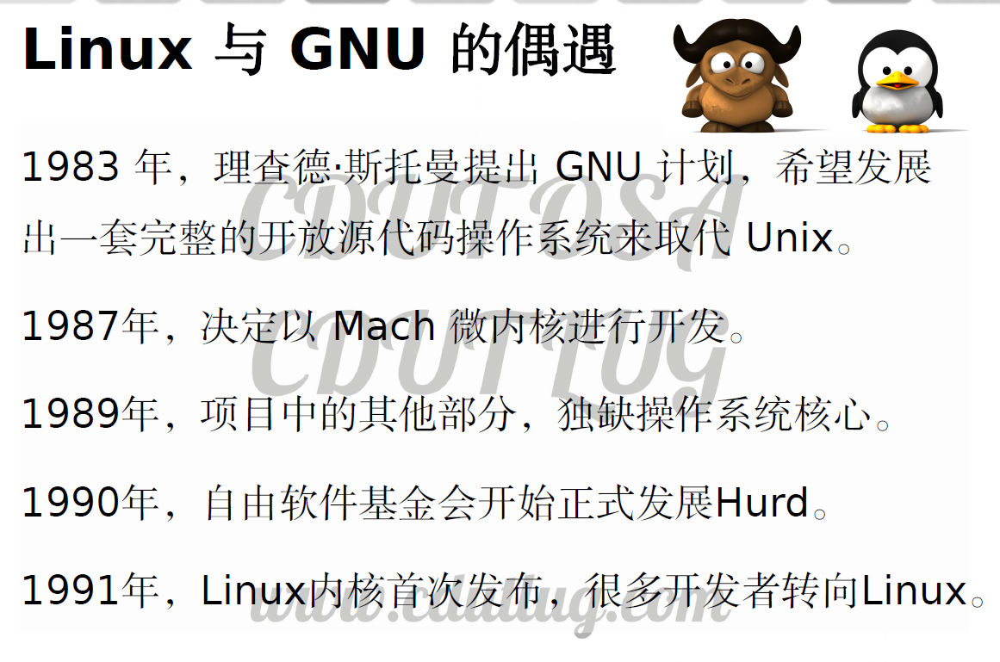 Linux 与 GNU 的偶遇
1983 年，理查德·斯托曼提出 GNU 计划，希望发展
出一套完整的开放源代码操作系统来取代 Unix。
CDUTOSA
1987年，决定以 Mach 微内核进行开发。
CDUTLUG
1989年，项目中的其他部分，独缺操作系统核心。
1990年，自由软件基金会开始正式发展Hurd。
1991年，Linux内核首次发布，很多开发者转向Linux。
www.cdutlug.com